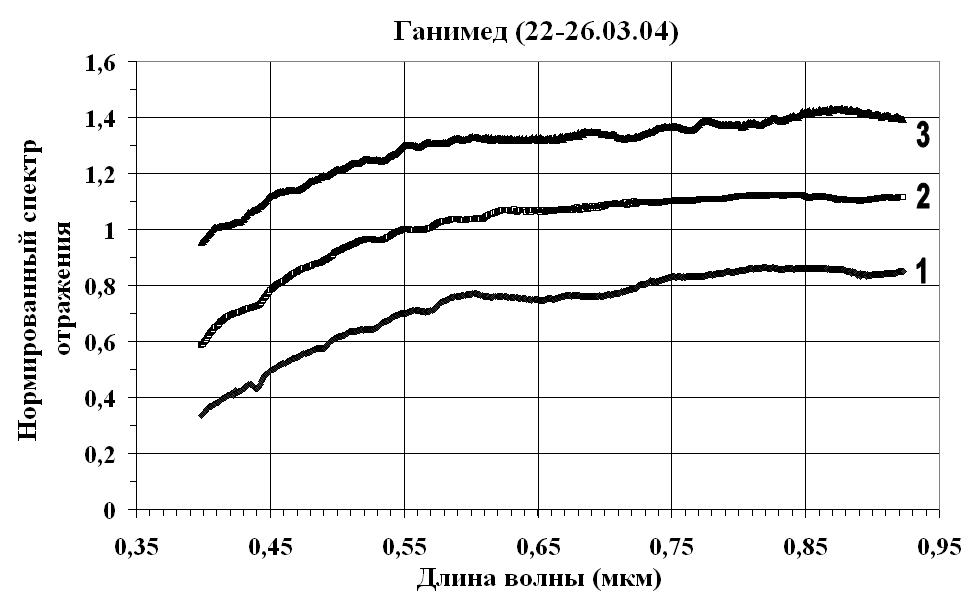 Ганимед (22-26.03.04)
Нормированный спектр
отражения
1,6
1,4
1,2
1
0,8
0,6
0,4
0,2
0
3
2
1
0,35 0,45 0,55 0,65 0,75 0,85 0,95
Длина волны (мкм)